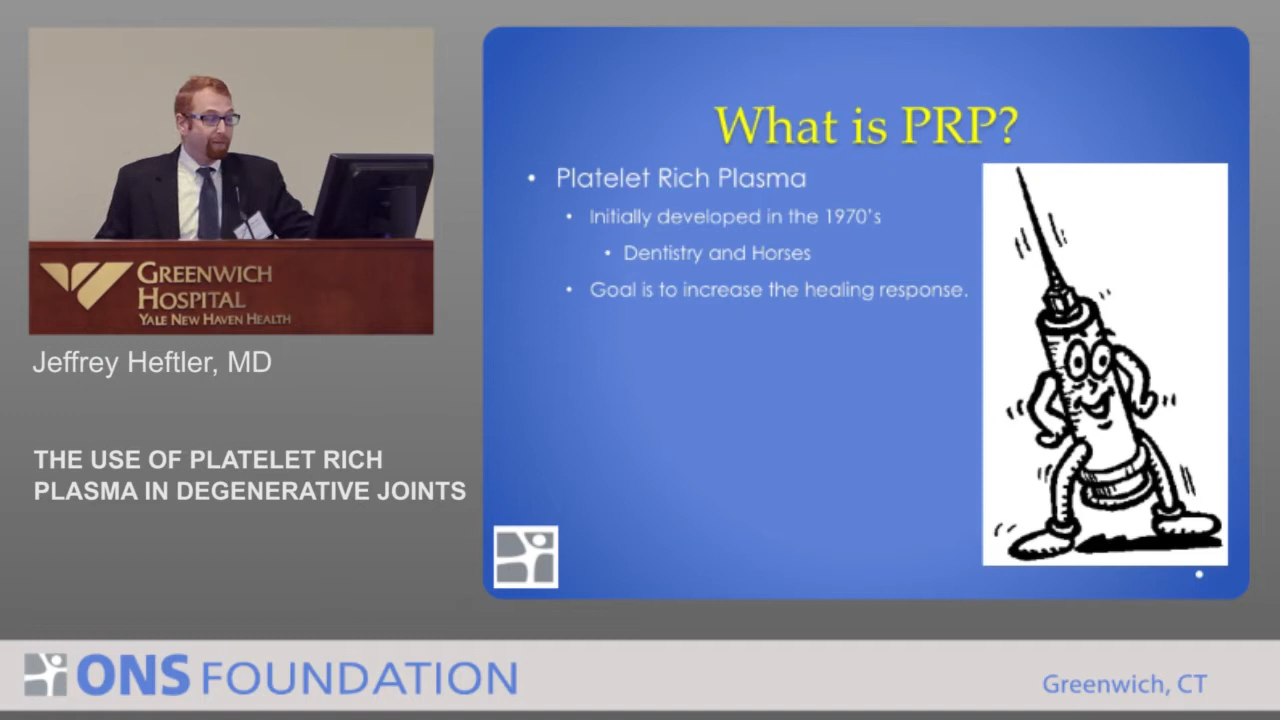 GREENWICH
HOSPITAL
YALE NEW HAVEN HEALTH
Jeffrey Heftler, MD
THE USE OF PLATELET RICH
PLASMA IN DEGENERATIVE JOINTS
What is PRP?
• Platelet Rich Plasma
• Initially developed in the 1970's
• Dentistry and Horses
• Goal is to increase the healing response.
ONS FOUNDATION
Greenwich, CT